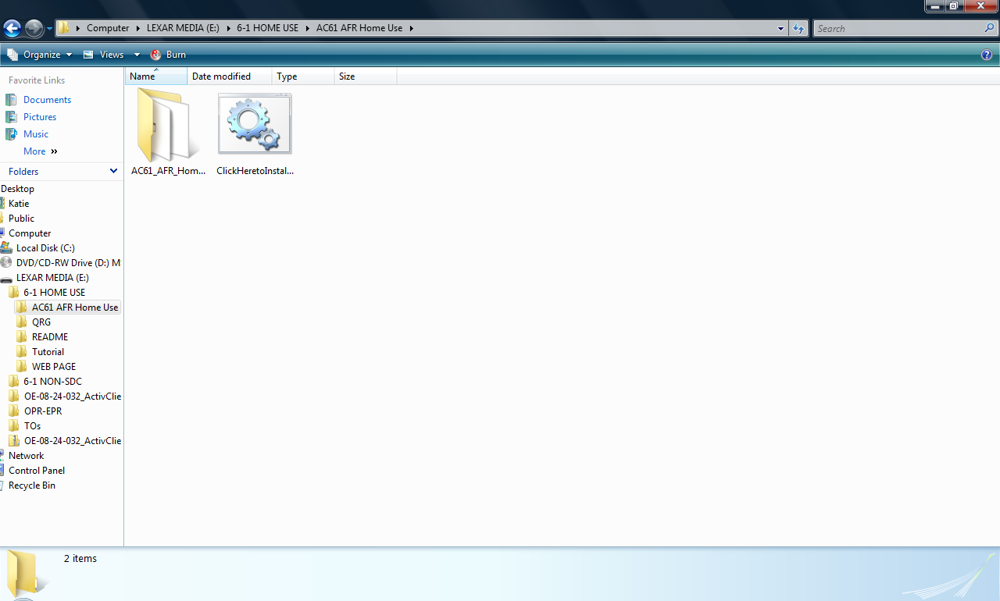 Computer LEXAR MEDIA (E:) 6-1 HOME USE AC61 AFR Home Use
Search
Organize Views Burn
Favorite Links
Documents
Pictures
Music
More
Folders
Desktop
Katie
Public
Computer
Local Disk (C:)
DVD/CD-RW Drive (D:) M
LEXAR MEDIA (E:)
6-1 HOME USE
AC61 AFR Home Use
QRG
README
Tutorial
WEB PAGE
6-1 NON-SDC
OE-08-24-032_ActivClie
OPR-EPR
TOs
OE-08-24-032_ActivClie
Network
Control Panel
Recycle Bin
Name Date modified Type Size
AC61_AFR_Hom... ClickHeretoInstal...
2 items